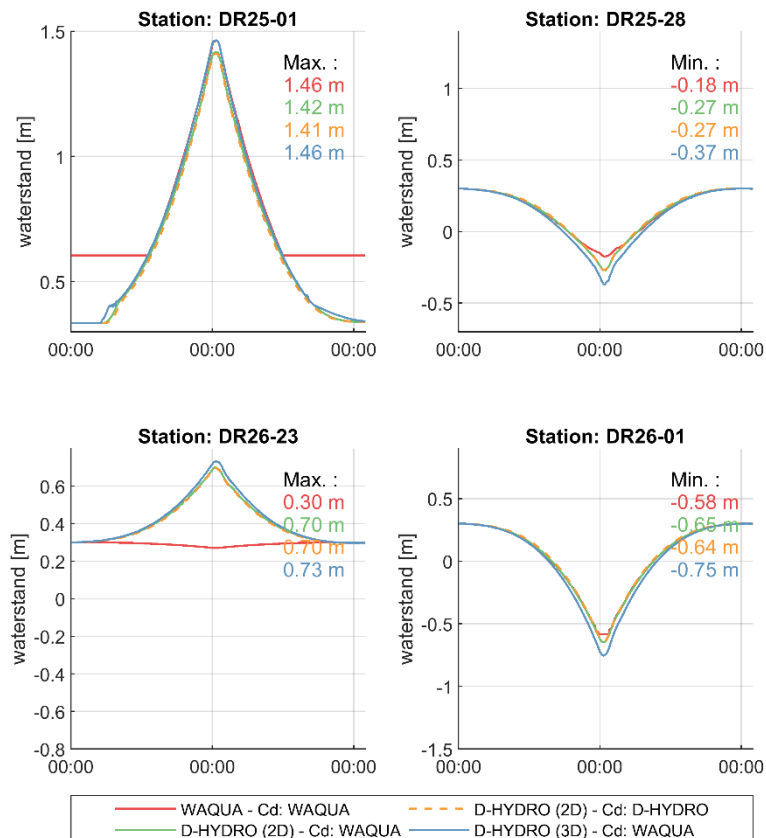 Station: DR25-01
1.5
1
0.5
waterstand [m]
Max. :
1.46 m
1.42 m
1.41 m
1.46 m
00:00 00:00 00:00
Station: DR25-28
1
0.5
0
-0.5
waterstand [m]
Min. :
-0.18 m
-0.27 m
-0.27 m
-0.37 m
00:00 00:00 00:00
Station: DR26-23
0.6
0.4
0.2
0
-0.2
-0.4
-0.6
-0.8
waterstand [m]
Max. :
0.30 m
0.70 m
0.70 m
0.73 m
00:00 00:00 00:00
Station: DR26-01
0.5
0
-0.5
-1
-1.5
waterstand [m]
Min. :
-0.58 m
-0.65 m
-0.64 m
-0.75 m
00:00 00:00 00:00
WAQUA - Cd: WAQUA D-HYDRO (2D) - Cd: D-HYDRO
D-HYDRO (2D) - Cd: WAQUA D-HYDRO (3D) - Cd: WAQUA